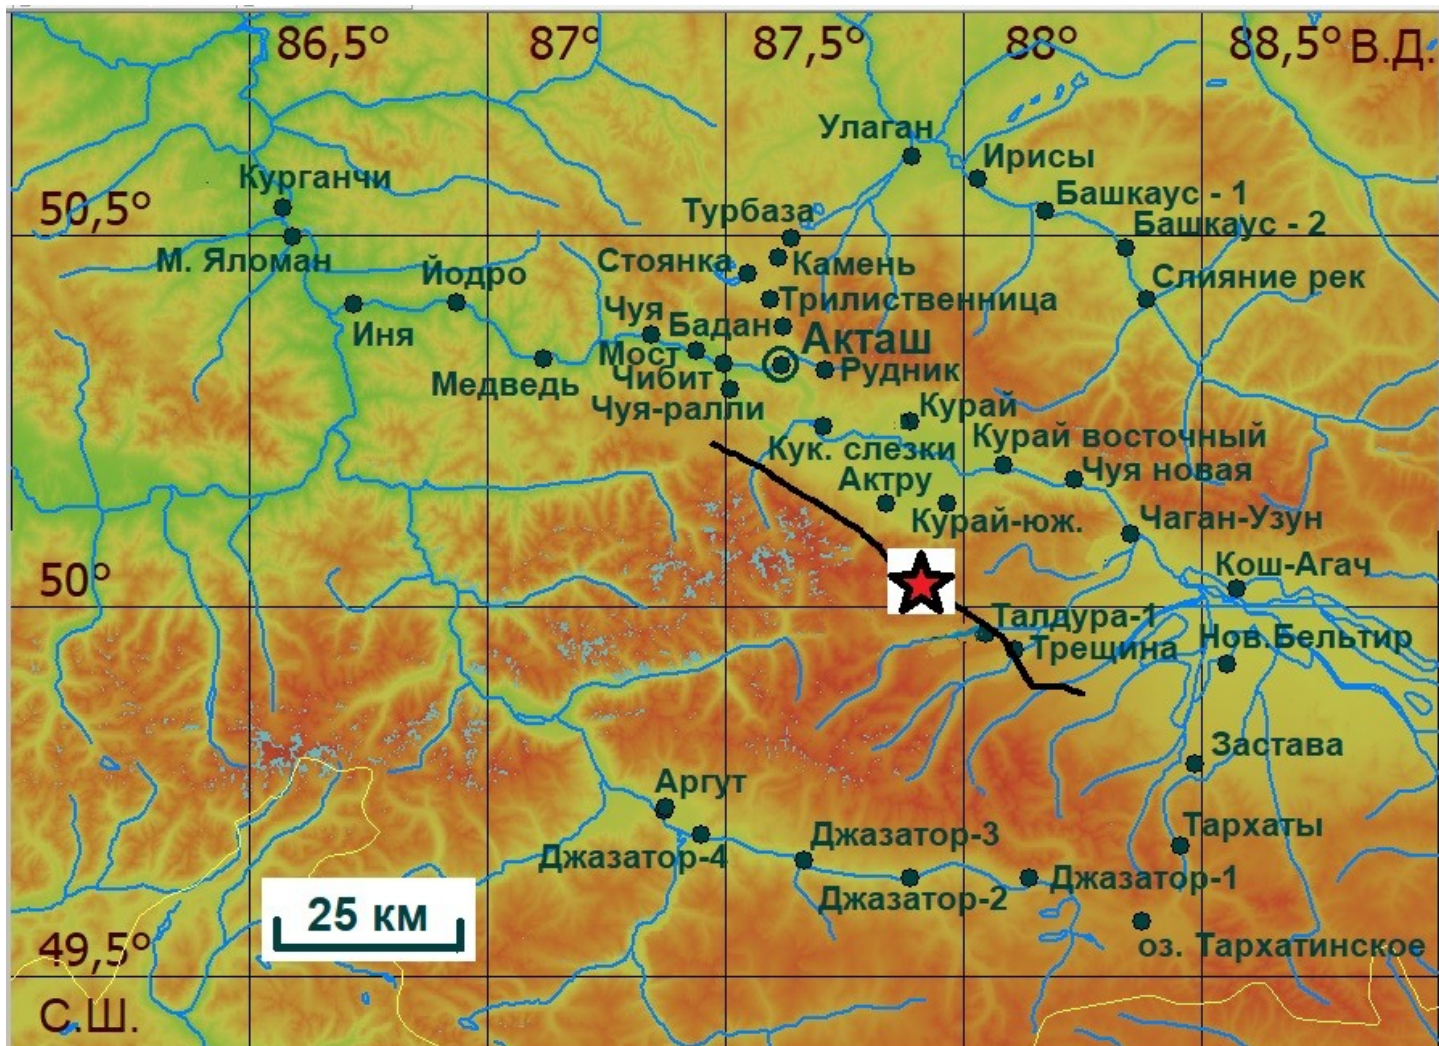 86,5° 87° 87,5° 88° 88,5° В.Д.
Улаган
Ирисы
Курганчи
Башкаус - 1
50,5°
Турбаза
Башкаус - 2
М. Яломан
Стоянка
Камень
Йодро
Слияние рек
Трилиственница
Чуя
Бадан
Иня
Акташ
Мост
Рудник
Медведь
Чибит
Чуя-ралли
Курай
Курай восточный
Кук. слезки
Чуя новая
Актру
Курай-юж.
Чаган-Узун
Кош-Агач
50°
Талдура-1
Нов.Бельтир
Трещина
Застава
Аргут
Тархаты
Джазатор-3
Джазатор-4
Джазатор-1
Джазатор-2
25 км
49,5°
оз. Тархатинское
С.Ш.